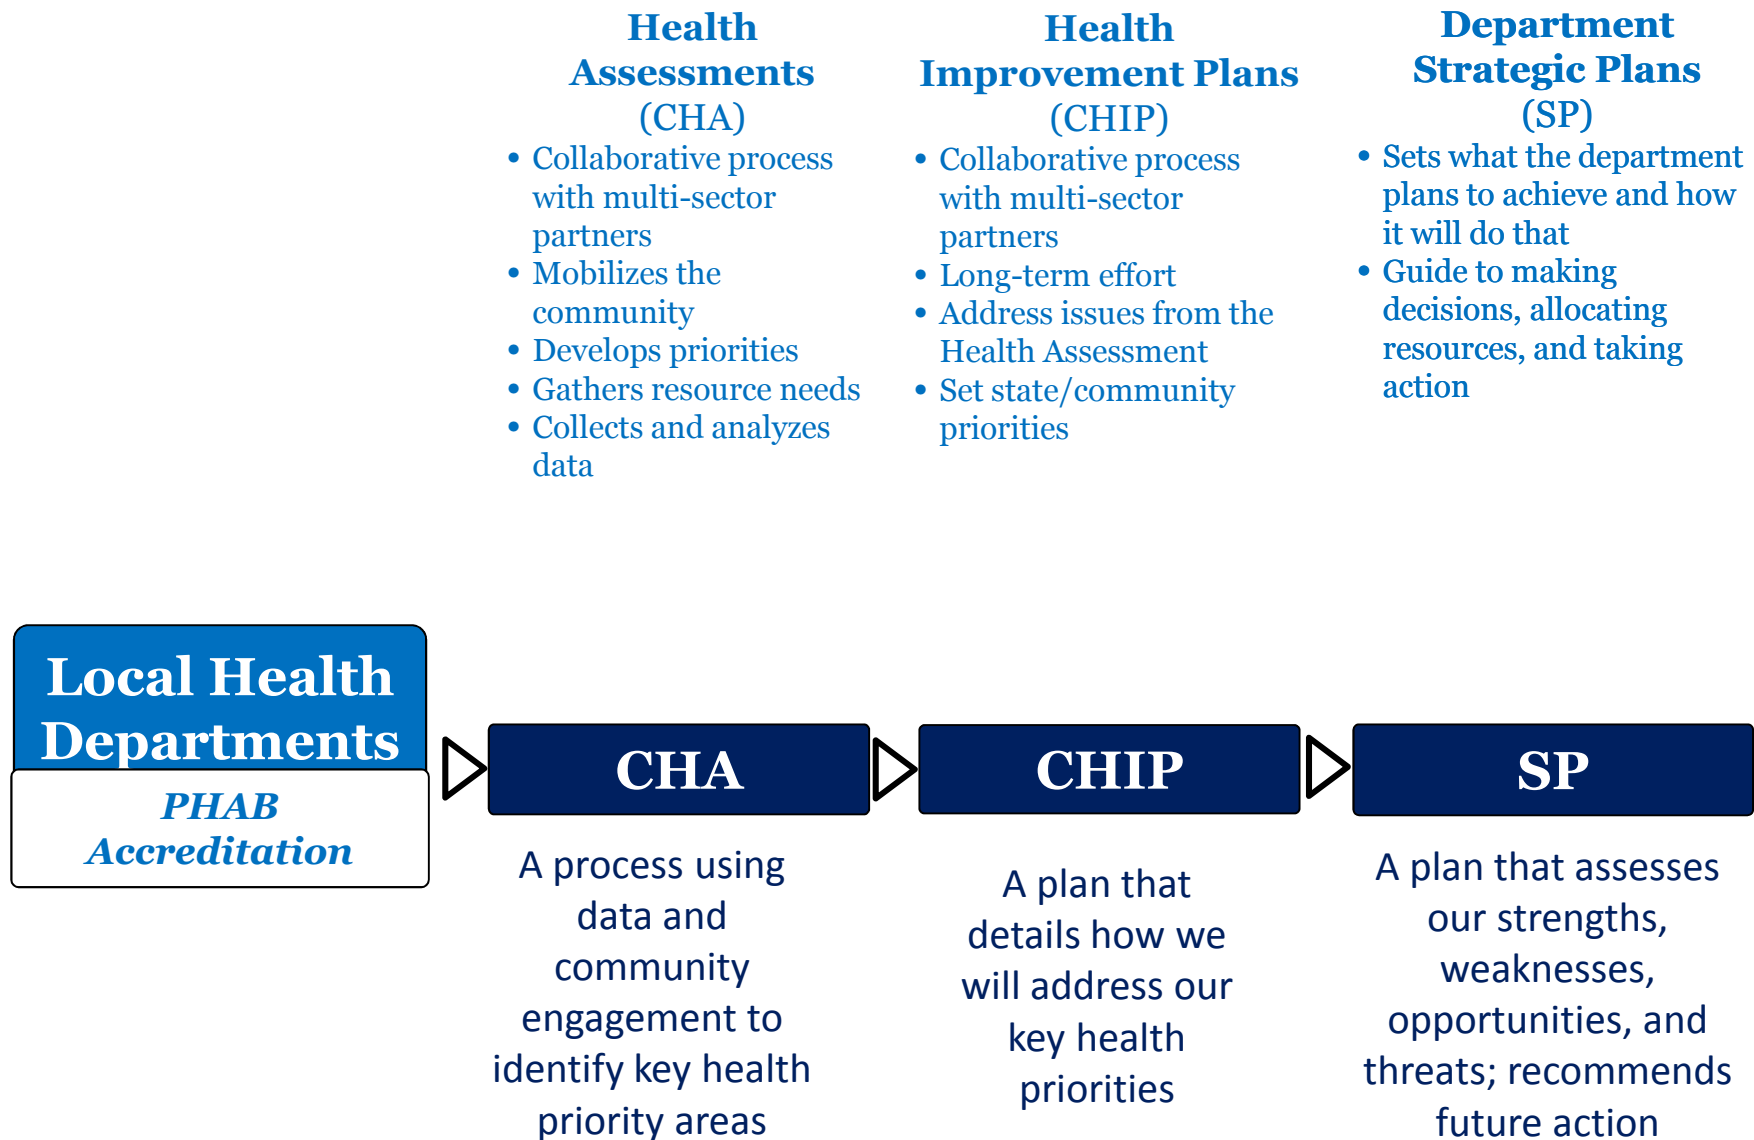 Health
Assessments
(CHA)
• Collaborative process
with multi-sector
partners
• Mobilizes the
community
• Develops priorities
• Gathers resource needs
• Collects and analyzes
data
Health
Improvement Plans
(CHIP)
• Collaborative process
with multi-sector
partners
• Long-term effort
• Address issues from the
Health Assessment
• Set state/community
priorities
Department
Strategic Plans
(SP)
• Sets what the department
plans to achieve and how
it will do that
• Guide to making
decisions, allocating
resources, and taking
action
Local Health
Departments
PHAB
Accreditation
CHA
A process using
data and
community
engagement to
identify key health
priority areas
CHIP
A plan that
details how we
will address our
key health
priorities
SP
A plan that assesses
our strengths,
weaknesses,
opportunities, and
threats; recommends
future action